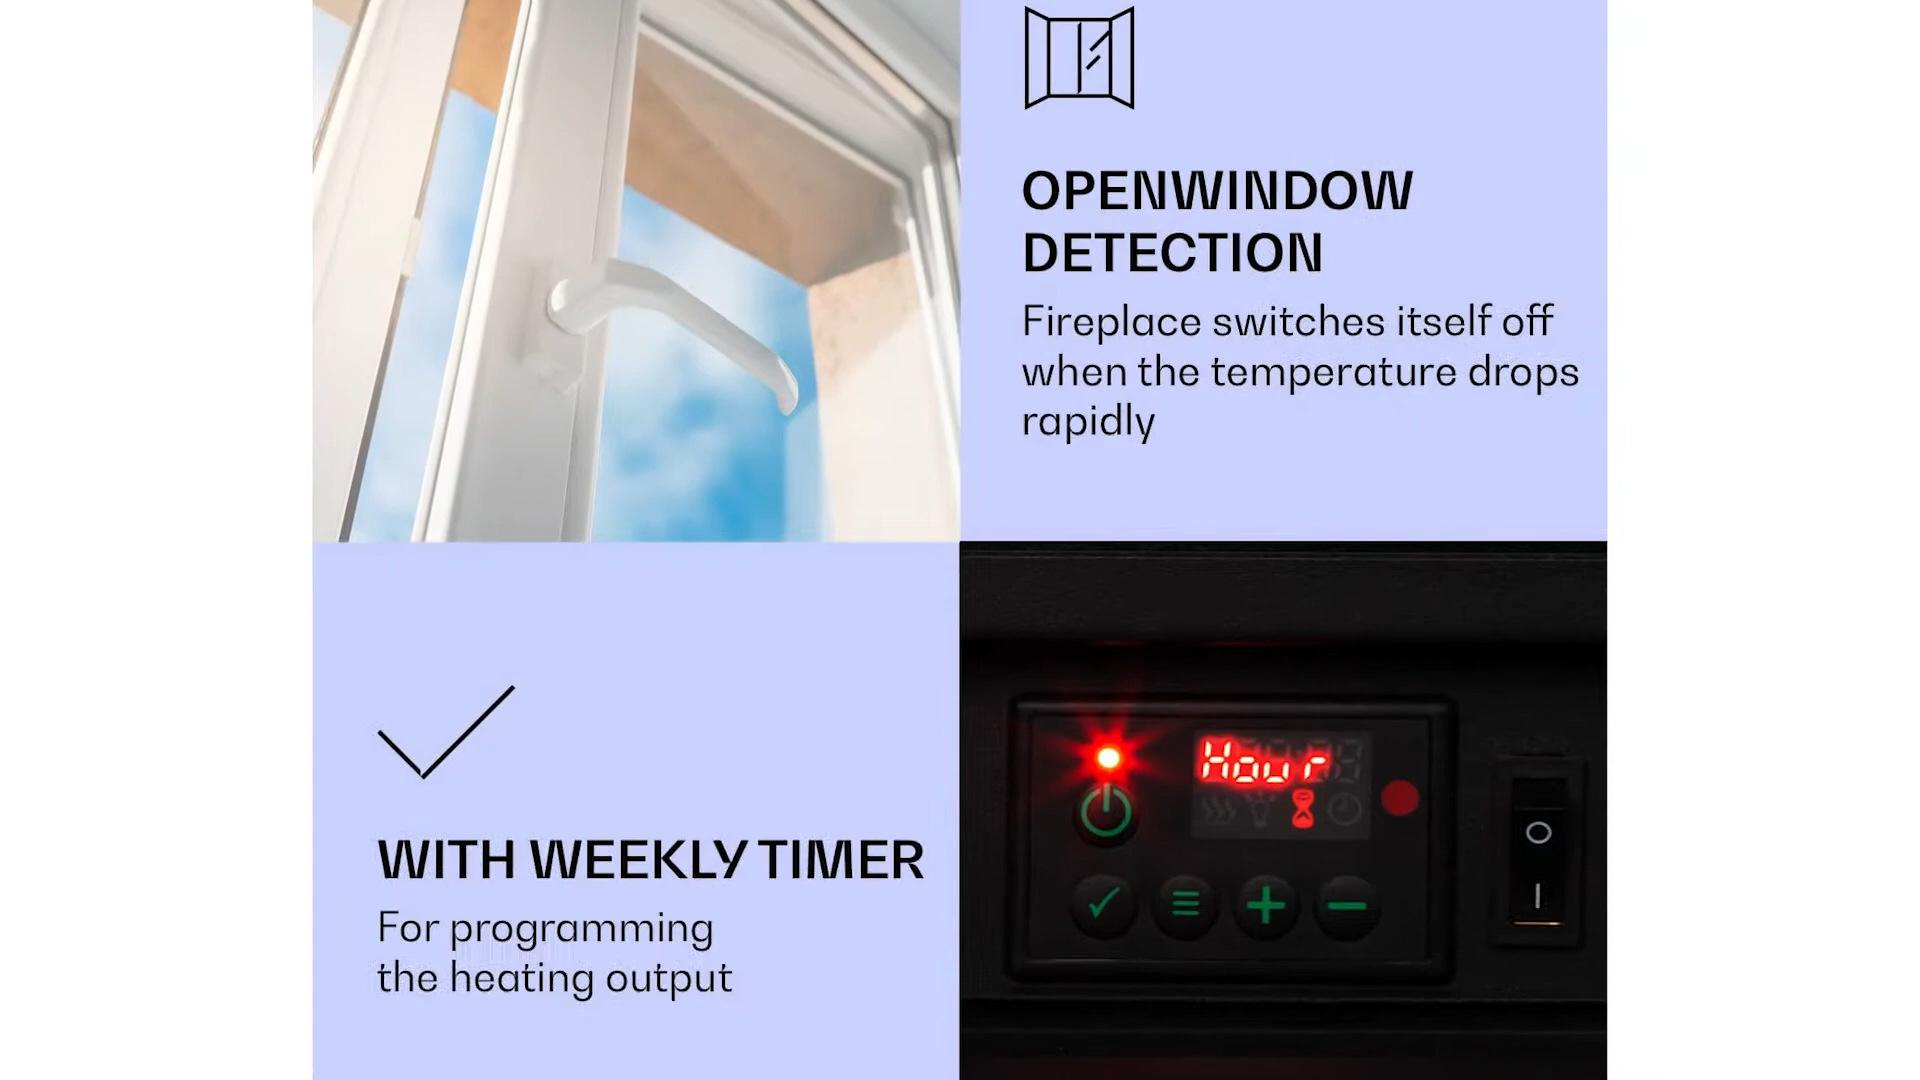 OPENWINDOW
DETECTION
Fireplace switches itself off
when the temperature drops
rapidly
WITH WEEKLY TIMER
For programming
the heating output
Hour